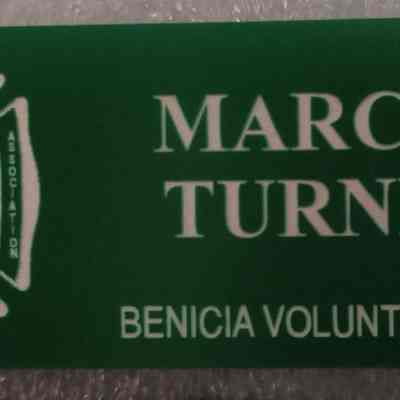 ASSOCIATION
MARC
TURN
BENICIA VOLUNT